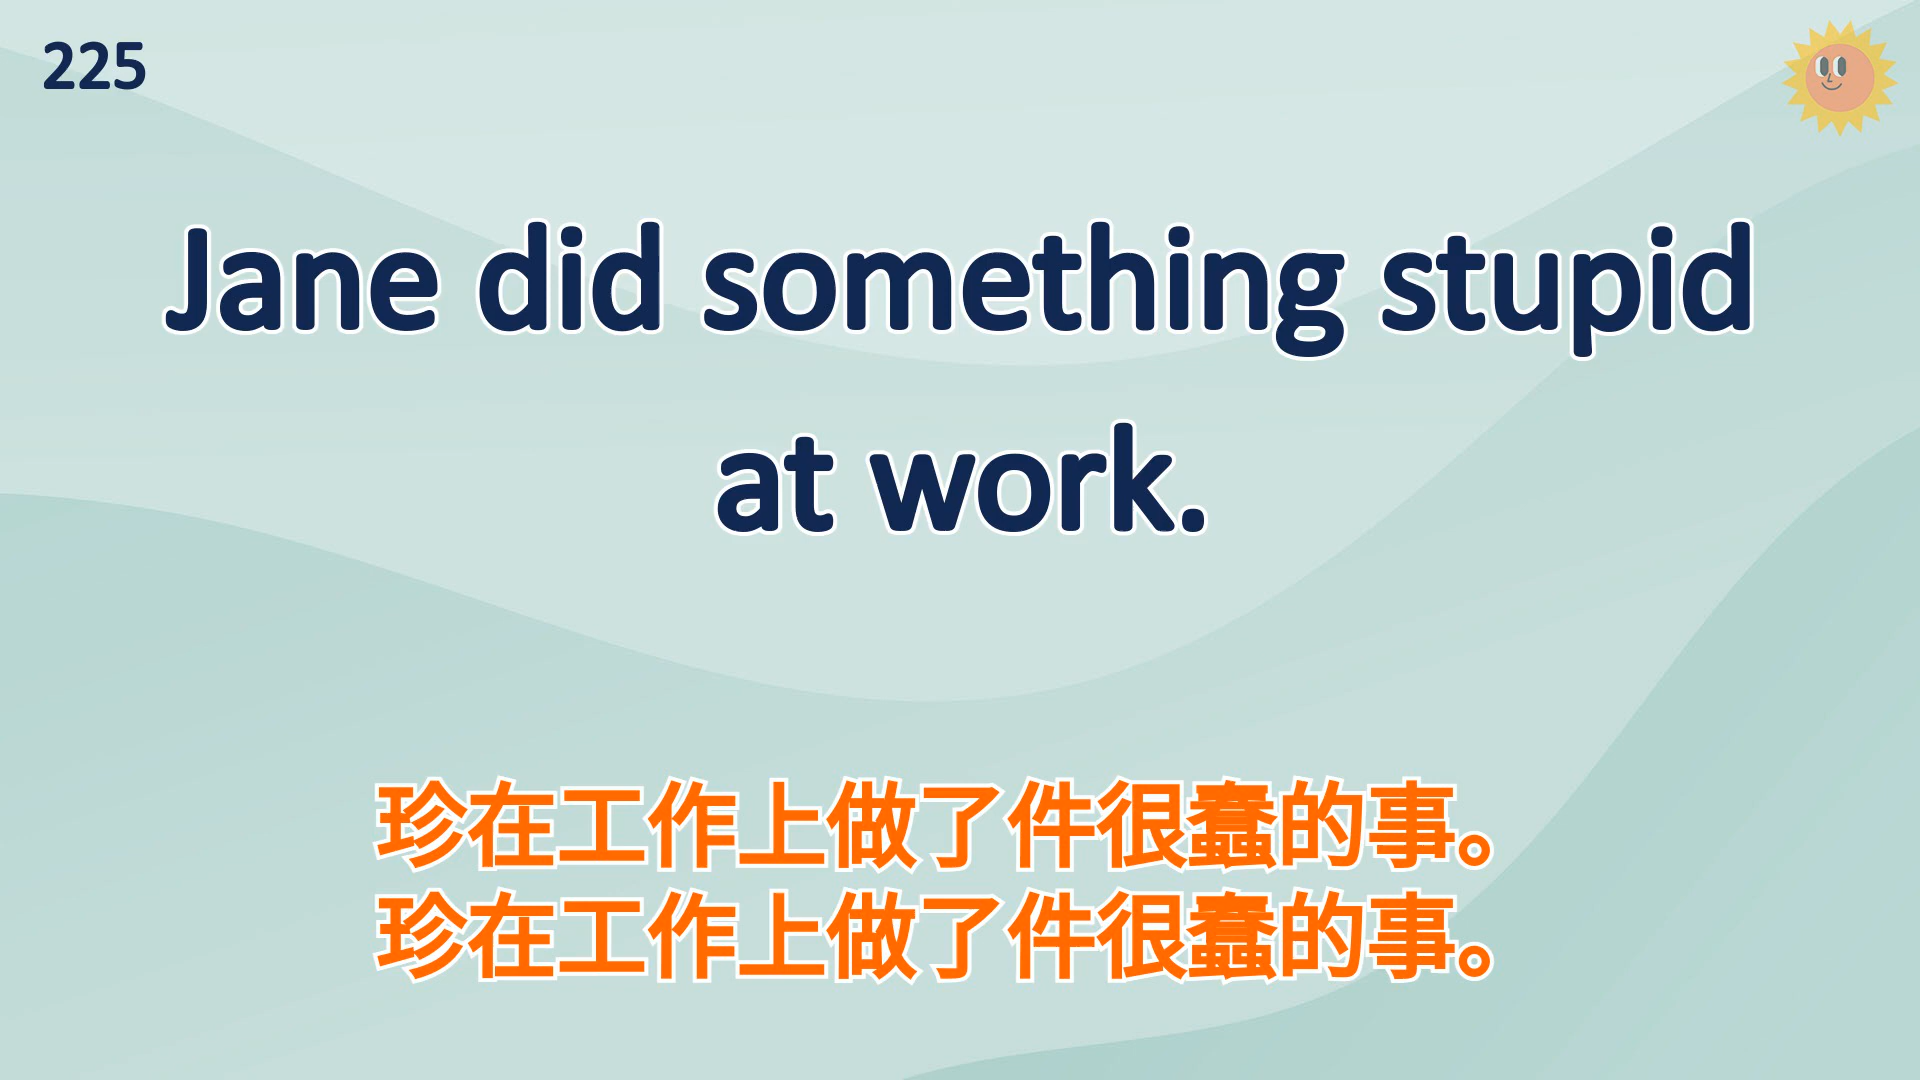 225
Jane did something stupid
at work.
珍在工作上做了件很蠢的事。
珍在工作上做了件很蠢的事。